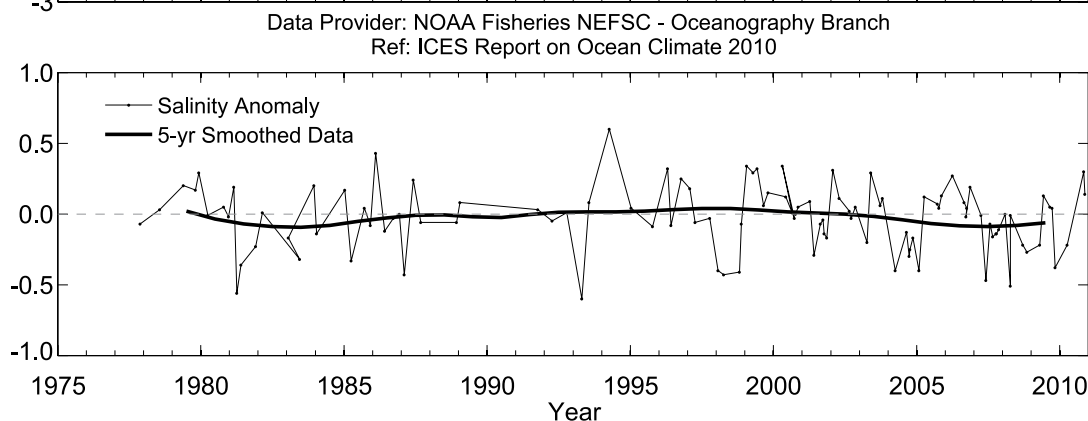 -3
Data Provider: NOAA Fisheries NEFSC - Oceanography Branch
Ref: ICES Report on Ocean Climate 2010
1.0
Salinity Anomaly
0.5
5-yr Smoothed Data
0.0
-0.5
-1.0
1975 1980 1985 1990 1995 2000 2005 2010
Year